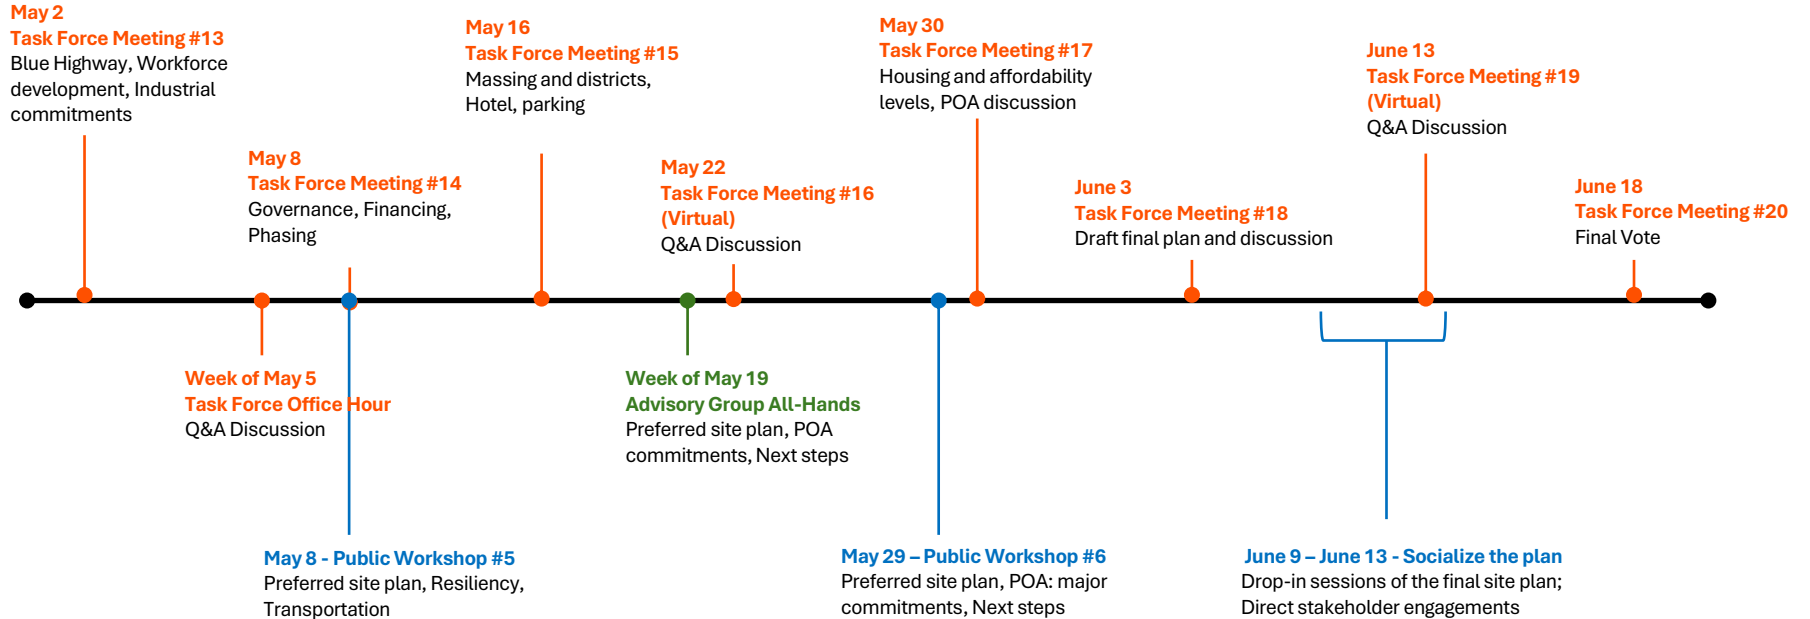 May 2
Task Force Meeting #13
Blue Highway, Workforce
development, Industrial
commitments
May 8
Task Force Meeting #14
Governance, Financing,
Phasing
May 16
Task Force Meeting #15
Massing and districts,
Hotel, parking
May 22
Task Force Meeting #16
(Virtual)
Q&A Discussion
May 30
Task Force Meeting #17
Housing and affordability
levels, POA discussion
June 3
Task Force Meeting #18
Draft final plan and discussion
June 13
Task Force Meeting #19
(Virtual)
Q&A Discussion
June 18
Task Force Meeting #20
Final Vote
Week of May 5
Task Force Office Hour
Q&A Discussion
May 8 - Public Workshop #5
Preferred site plan, Resiliency,
Transportation
Week of May 19
Advisory Group All-Hands
Preferred site plan, POA
commitments, Next steps
May 29 – Public Workshop #6
Preferred site plan, POA: major
commitments, Next steps
June 9 – June 13 - Socialize the plan
Drop-in sessions of the final site plan;
Direct stakeholder engagements